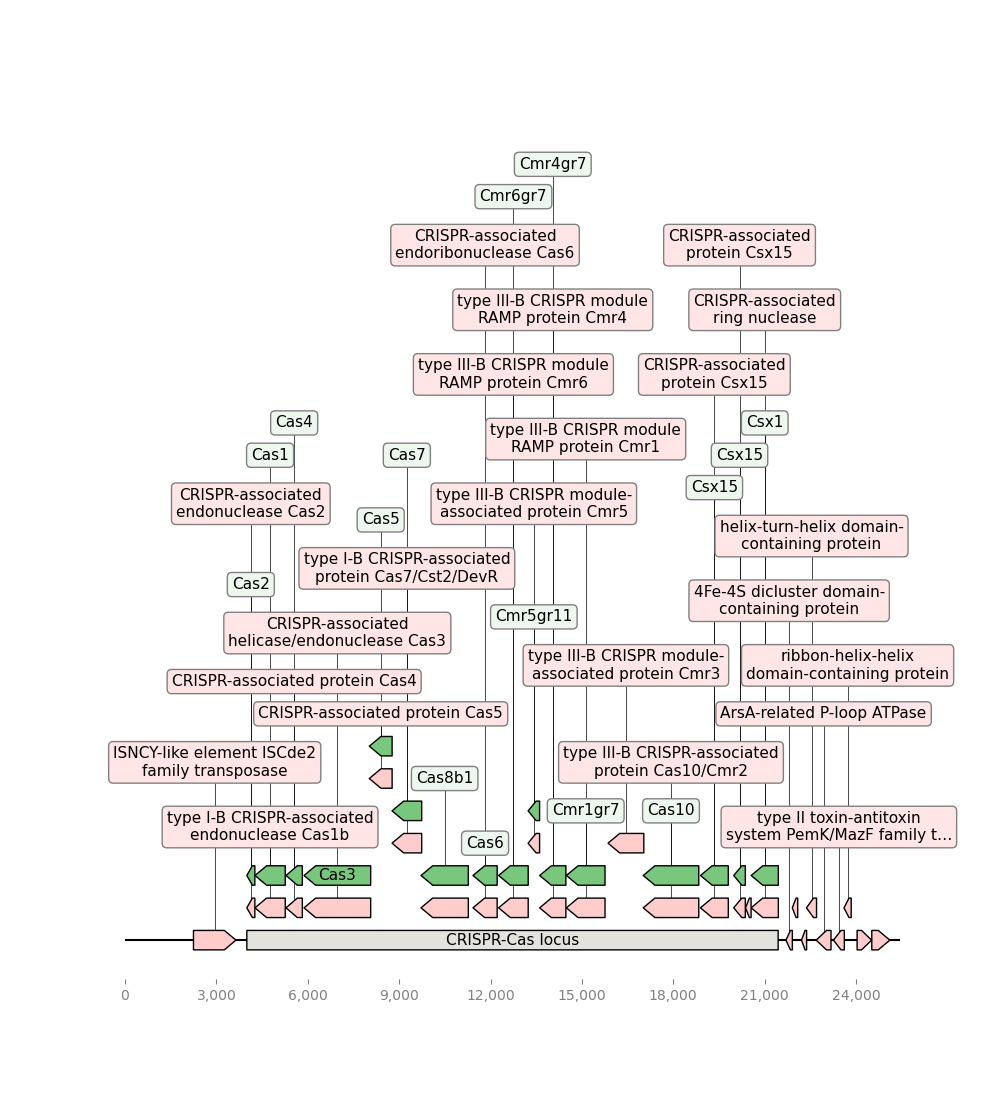 Cmr4gr7
Cmr6gr7
CRISPR-associated
endoribonuclease Cas6
CRISPR-associated
protein Csx15
type III-B CRISPR module
RAMP protein Cmr4
CRISPR-associated
ring nuclease
type III-B CRISPR module
RAMP protein Cmr6
CRISPR-associated
protein Csx15
Cas4
Csx1
type III-B CRISPR module
RAMP protein Cmr1
Cas1
Cas7
Csx15
Csx15
CRISPR-associated
endonuclease Cas2
type III-B CRISPR module-
associated protein Cmr5
Cas5
helix-turn-helix domain-
containing protein
type I-B CRISPR-associated
protein Cas7/Cst2/DevR
Cas2
4Fe-4S dicluster domain-
containing protein
Cmr5gr11
CRISPR-associated
helicase/endonuclease Cas3
type III-B CRISPR module-
associated protein Cmr3
ribbon-helix-helix
domain-containing protein
CRISPR-associated protein Cas4
CRISPR-associated protein Cas5
ArsA-related P-loop ATPase
ISNCY-like element ISCde2
family transposase
type III-B CRISPR-associated
protein Cas10/Cmr2
Cas8b1
Cmr1gr7
Cas10
type I-B CRISPR-associated
endonuclease Cas1b
type II toxin-antitoxin
system PemK/MazF family t…
Cas6
Cas3
CRISPR-Cas locus
0
3,000
6,000
9,000
12,000
15,000
18,000
21,000
24,000